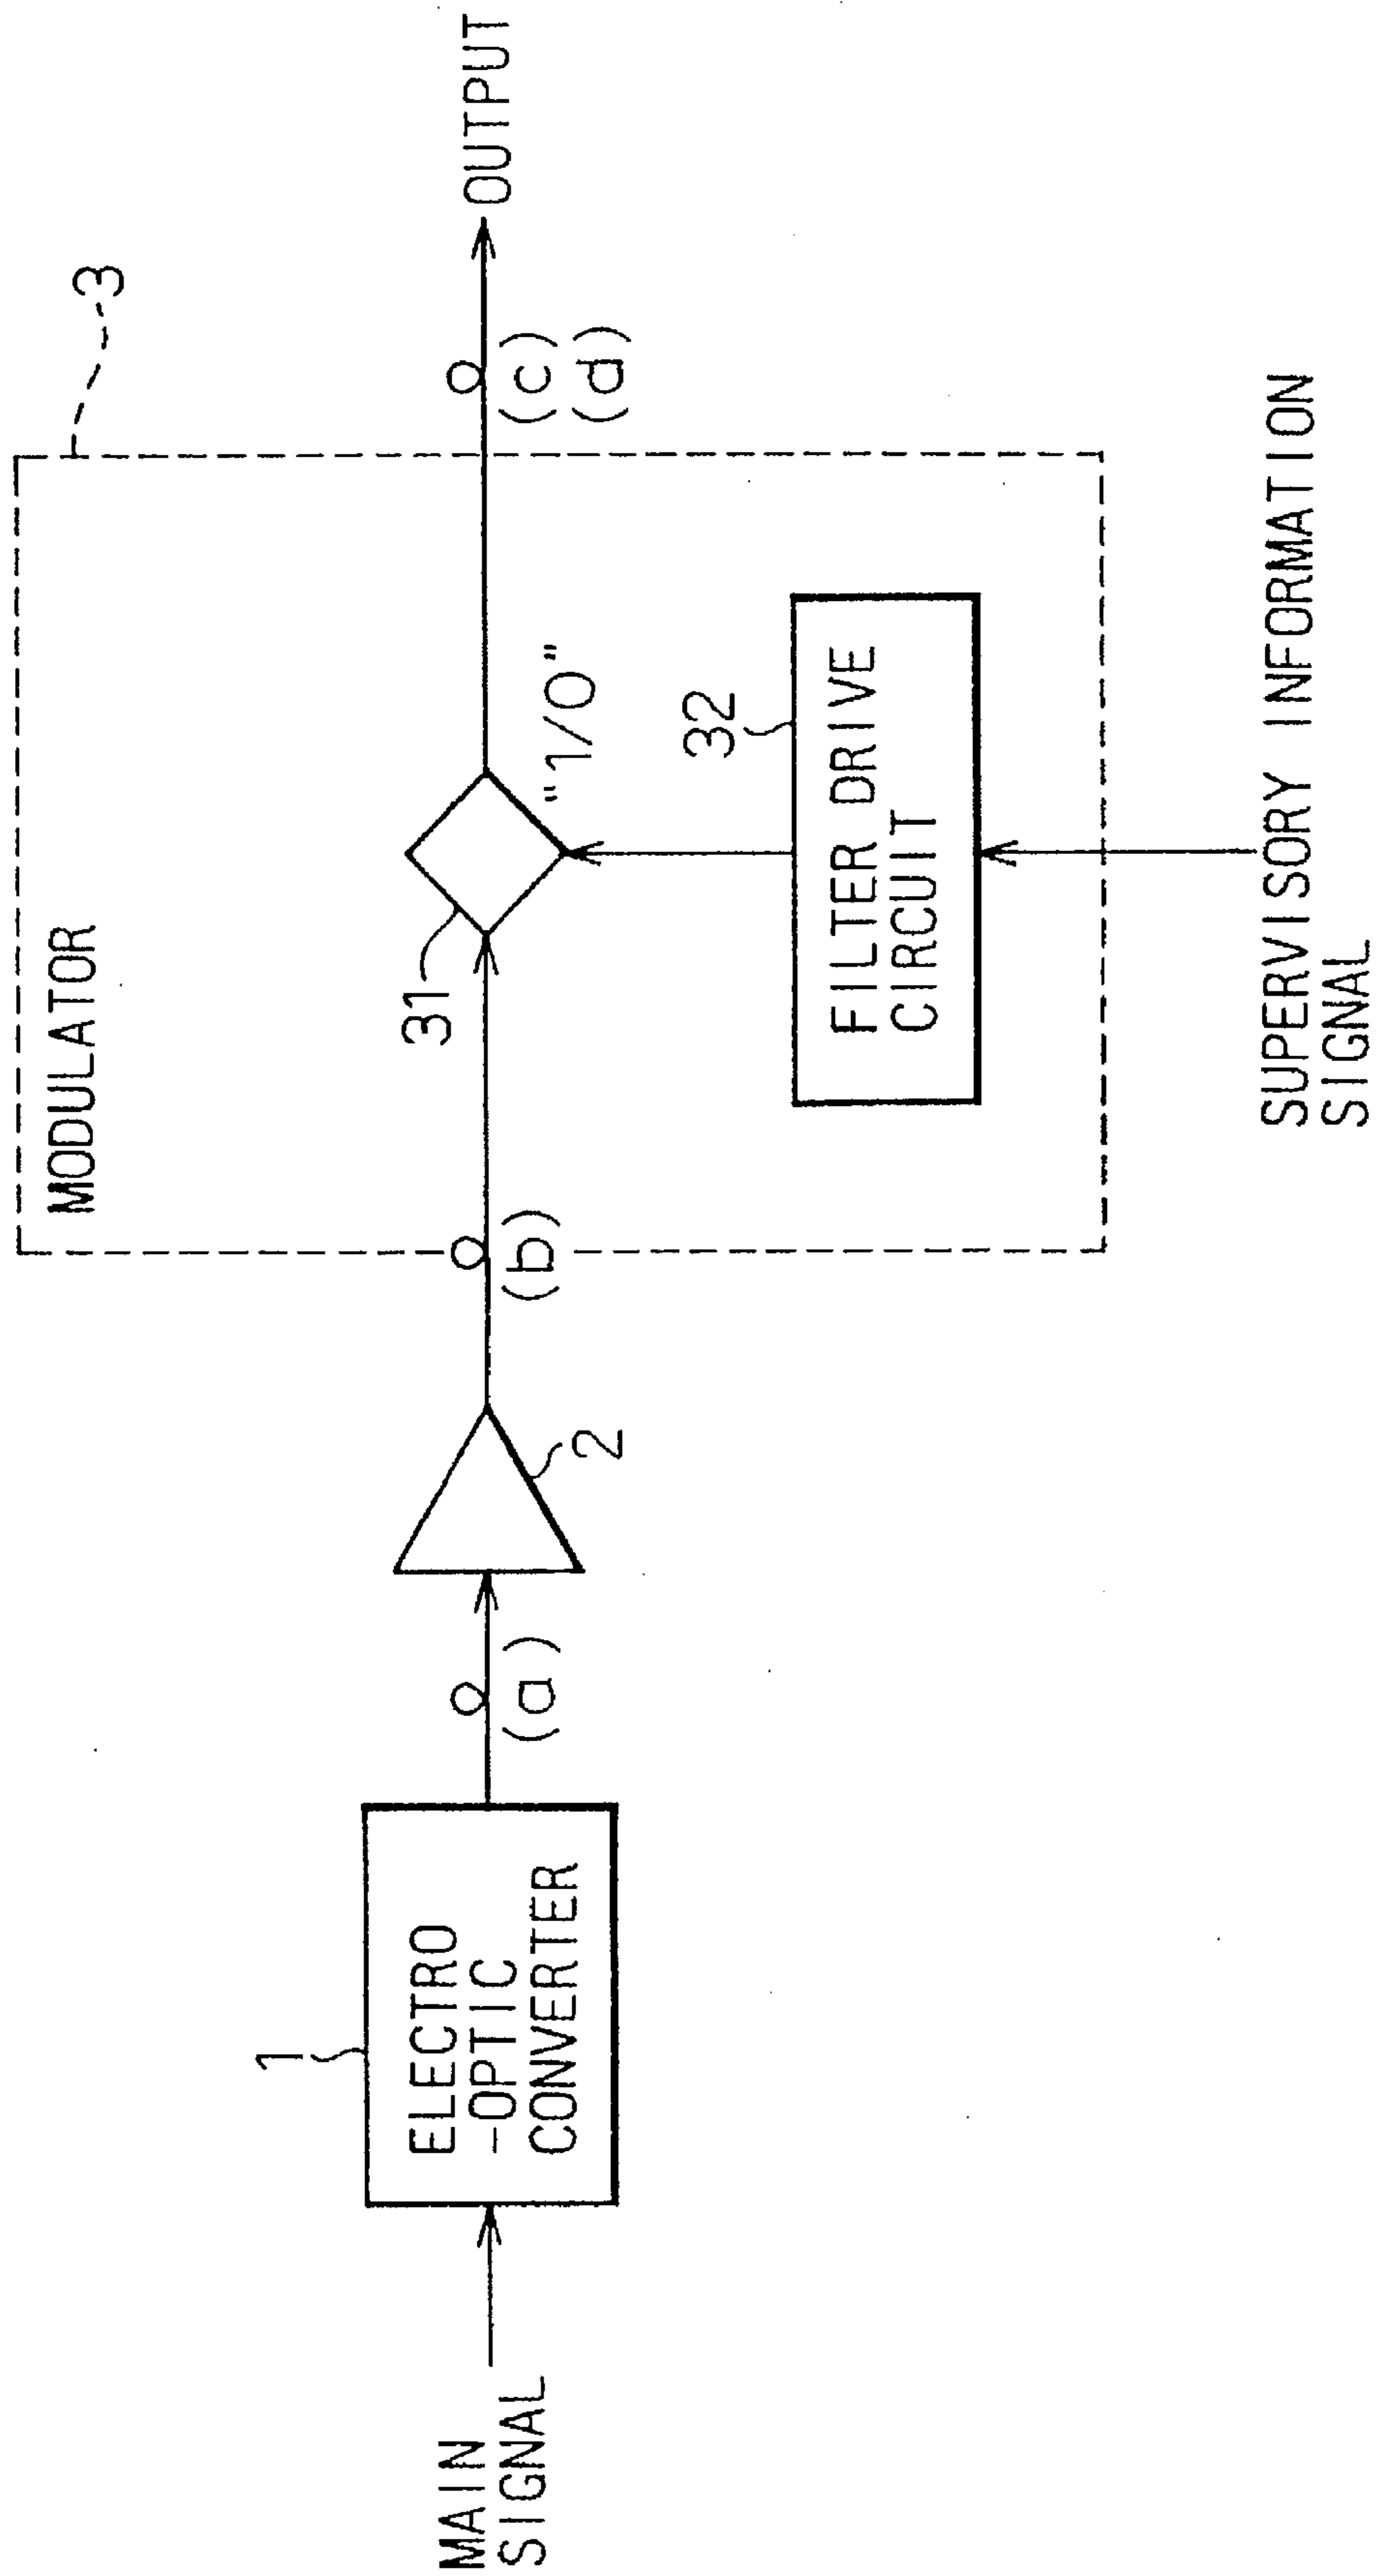 MAIN
SIGNAL
1
ELECTRO
-OPTIC
CONVERTER
(a)
2
(b)
MODULATOR
3
31
"1/0"
32
FILTER DRIVE
CIRCUIT
SUPERVISORY INFORMATION
SIGNAL
(c)
(d)
OUTPUT